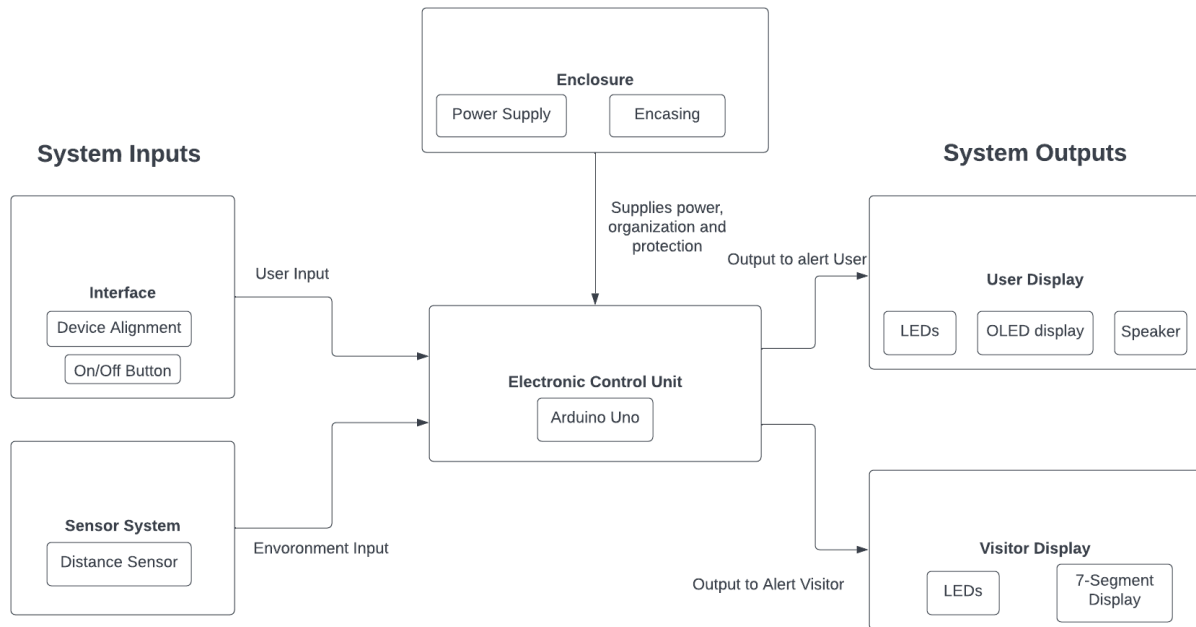 Enclosure
Power Supply
Encasing
System Inputs
System Outputs
Supplies power,
organization and
protection
User Input
Output to alert User
Interface
Device Alignment
On/Off Button
User Display
LEDs
OLED display
Speaker
Electronic Control Unit
Arduino Uno
Sensor System
Distance Sensor
Envoronment Input
Output to Alert Visitor
Visitor Display
LEDs
7-Segment
Display